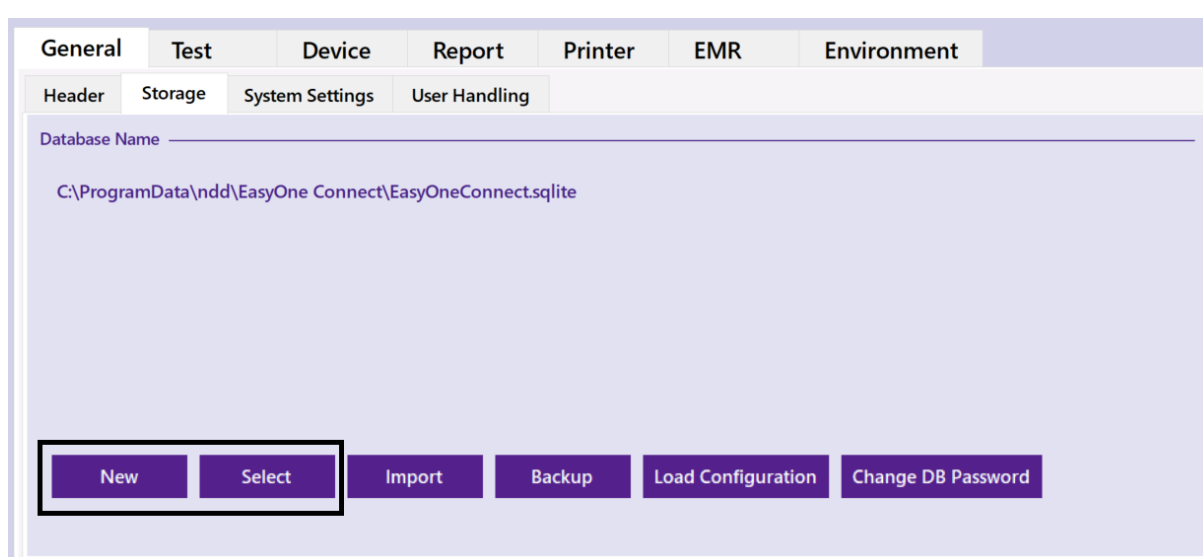 General Test Device Report Printer EMR Environment
Header Storage System Settings User Handling
Database Name
C:\ProgramData\ndd\EasyOne Connect\EasyOneConnect.sqlite
New Select Import Backup Load Configuration Change DB Password